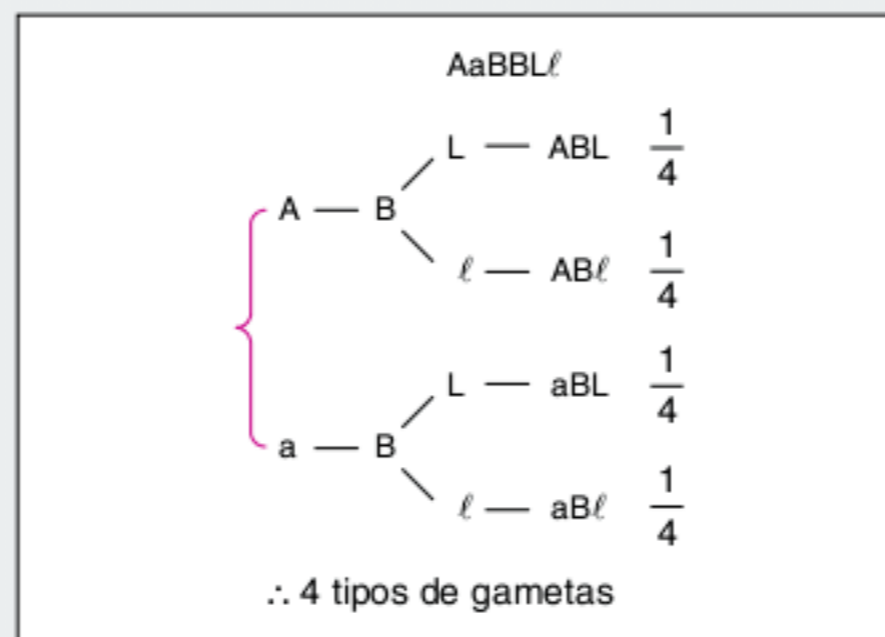 AaBBLℓ
L — ABL 1/4
A — B
ℓ — ABℓ 1/4
L — aBL 1/4
a — B
ℓ — aBℓ 1/4
∴ 4 tipos de gametas